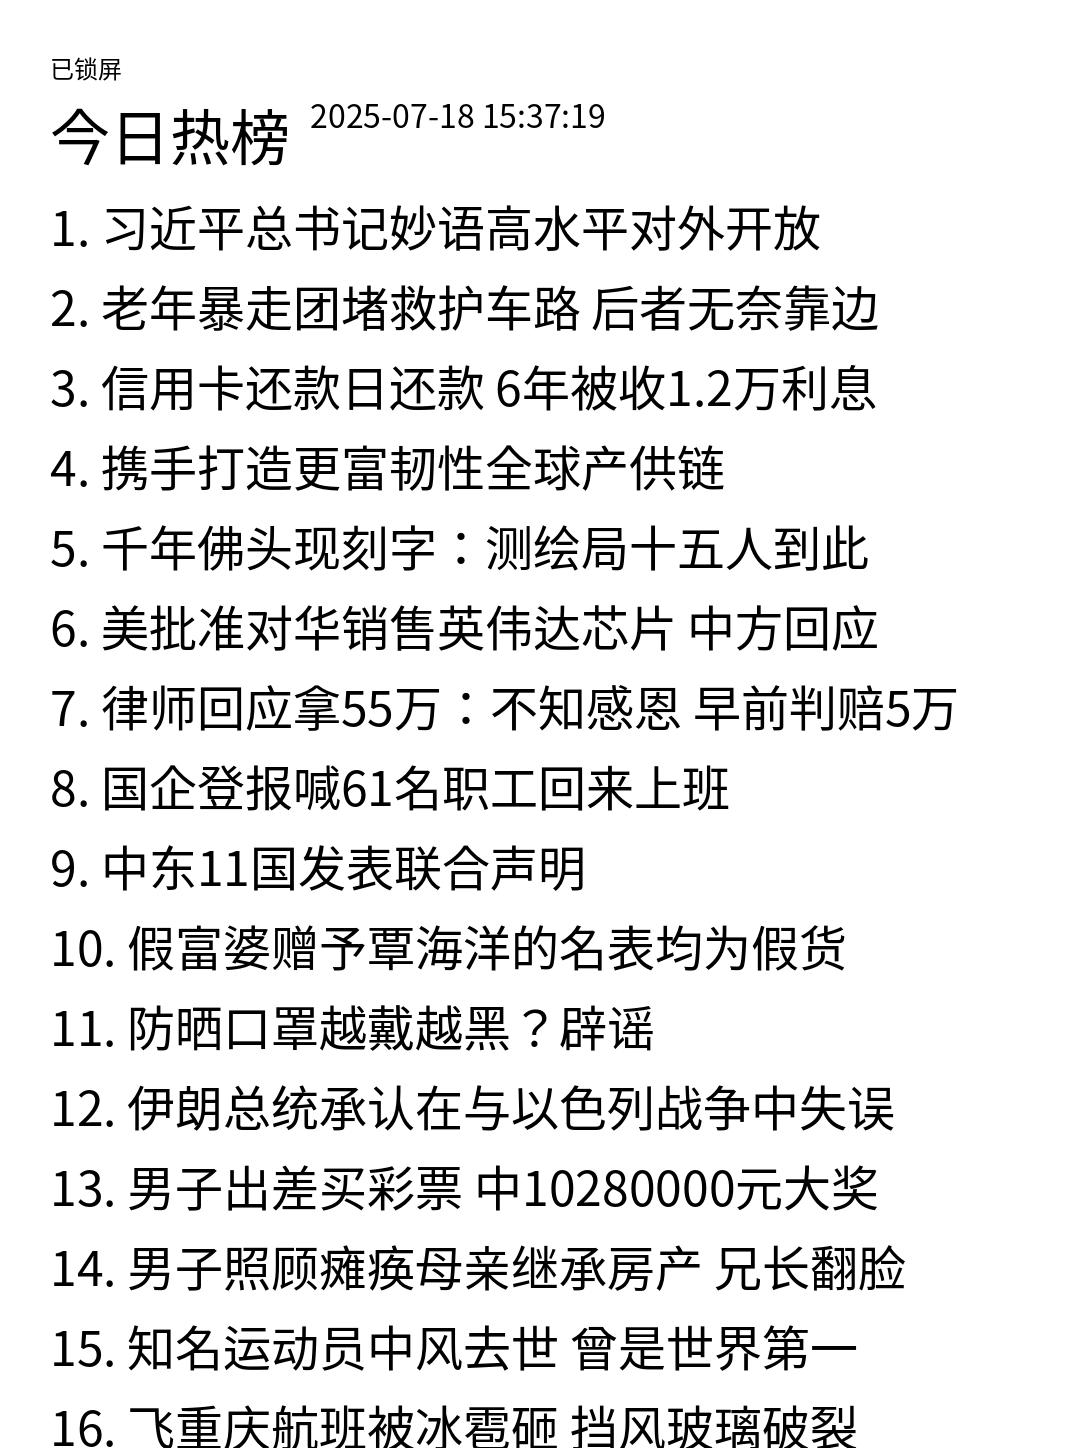 已锁屏
今日热榜 2025-07-18 15:37:19
1. 习近平总书记妙语高水平对外开放
2. 老年暴走团堵救护车路 后者无奈靠边
3. 信用卡还款日还款 6年被收1.2万利息
4. 携手打造更富韧性全球产供链
5. 千年佛头现刻字：测绘局十五人到此
6. 美批准对华销售英伟达芯片 中方回应
7. 律师回应拿55万：不知感恩 早前判赔5万
8. 国企登报喊61名职工回来上班
9. 中东11国发表联合声明
10. 假富婆赠予覃海洋的名表均为假货
11. 防晒口罩越戴越黑？辟谣
12. 伊朗总统承认在与以色列战争中失误
13. 男子出差买彩票 中10280000元大奖
14. 男子照顾瘫痪母亲继承房产 兄长翻脸
15. 知名运动员中风去世 曾是世界第一
16. 飞重庆航班被冰雹砸 挡风玻璃破裂